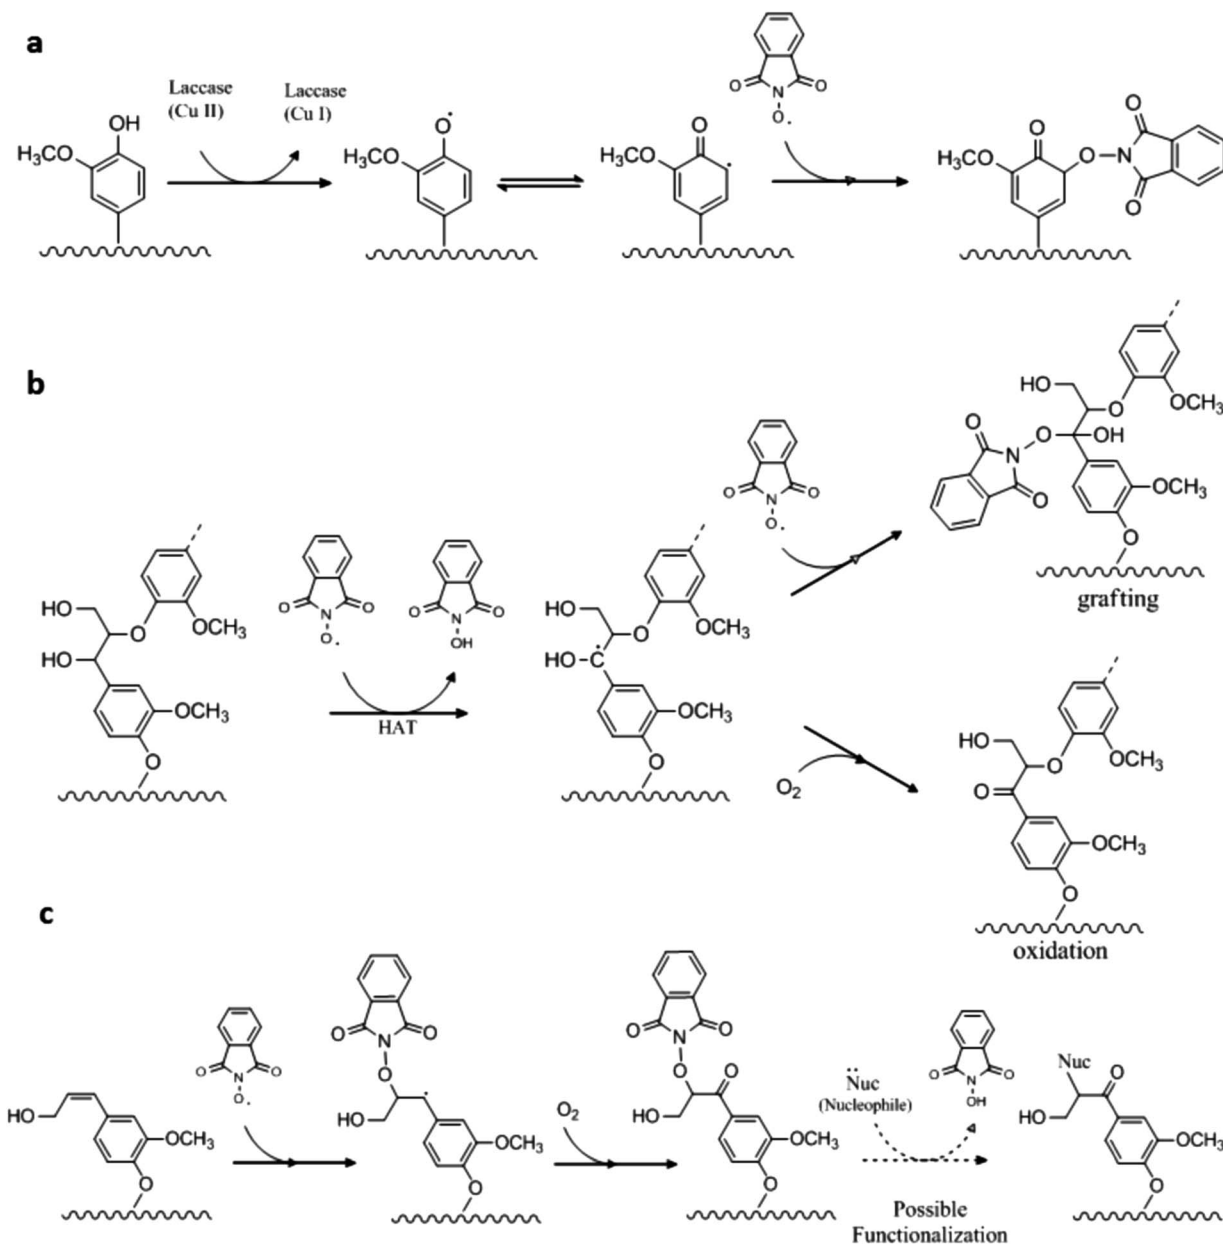 a
Laccase
(Cu II)
Laccase
(Cu I)
OH
H3CO
O·
H3CO
O
H3CO
O
O
N
O·
O
H3CO
O
O
N
O
O
b
HO
HO
O
OCH3
OCH3
O
O
O
N
O·
O
O
N
OH
HAT
HO
HO-C·
O
OCH3
OCH3
O
O
O
N
O·
HO
O
OCH3
O
O
OH
N
O
OCH3
O
grafting
O2
HO
O
OCH3
O
OCH3
O
oxidation
c
HO
OCH3
O
O
O
N
O·
O
O
N
O
HO
·
OCH3
O
O2
O
O
N
O
O
HO
OCH3
O
N̈uc
(Nucleophile)
O
O
N
OH
Possible
Functionalization
Nuc
O
HO
OCH3
O